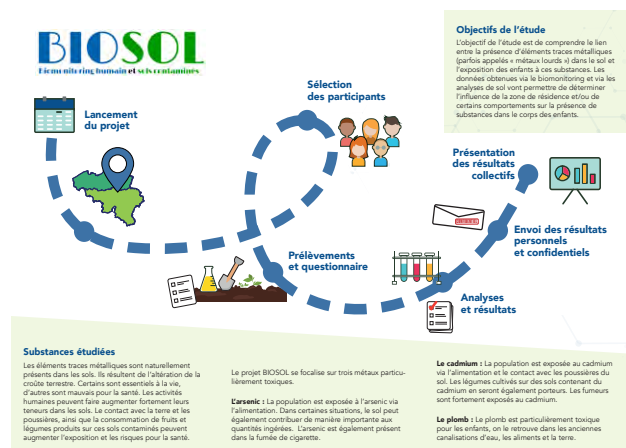 BIOSOL
Biomonitoring humain et sols contaminés
Objectifs de l'étude
L'objectif de l'étude est de comprendre le lien
entre la présence d'éléments traces métalliques
(parfois appelés « métaux lourds ») dans le sol et
l'exposition des enfants à ces substances. Les
données obtenues via le biomonitoring et via les
analyses de sol vont permettre de déterminer
l'influence de la zone de résidence et/ou de
certains comportements sur la présence de
substances dans le corps des enfants.
Lancement
du projet
Sélection
des participants
Prélèvements
et questionnaire
Analyses
et résultats
Envoi des résultats
personnels
et confidentiels
Présentation
des résultats
collectifs
Substances étudiées
Les éléments traces métalliques sont naturellement
présents dans les sols. Ils résultent de l'altération de la
croûte terrestre. Certains sont essentiels à la vie,
d'autres sont mauvais pour la santé. Les activités
humaines peuvent faire augmenter fortement leurs
teneurs dans les sols. Le contact avec la terre et les
poussières, ainsi que la consommation de fruits et
légumes produits sur ces sols contaminés peuvent
augmenter l'exposition et les risques pour la santé.
Le projet BIOSOL se focalise sur trois métaux particu-
lièrement toxiques.
L'arsenic : La population est exposée à l'arsenic via
l'alimentation. Dans certaines situations, le sol peut
également contribuer de manière importante aux
quantités ingérées. L'arsenic est également présent
dans la fumée de cigarette.
Le cadmium : La population est exposée au cadmium
via l'alimentation et le contact avec les poussières du
sol. Les légumes cultivés sur des sols contenant du
cadmium en seront également porteurs. Les fumeurs
sont fortement exposés au cadmium.
Le plomb : Le plomb est particulièrement toxique
pour les enfants, on le retrouve dans les anciennes
canalisations d'eau, les aliments et la terre.